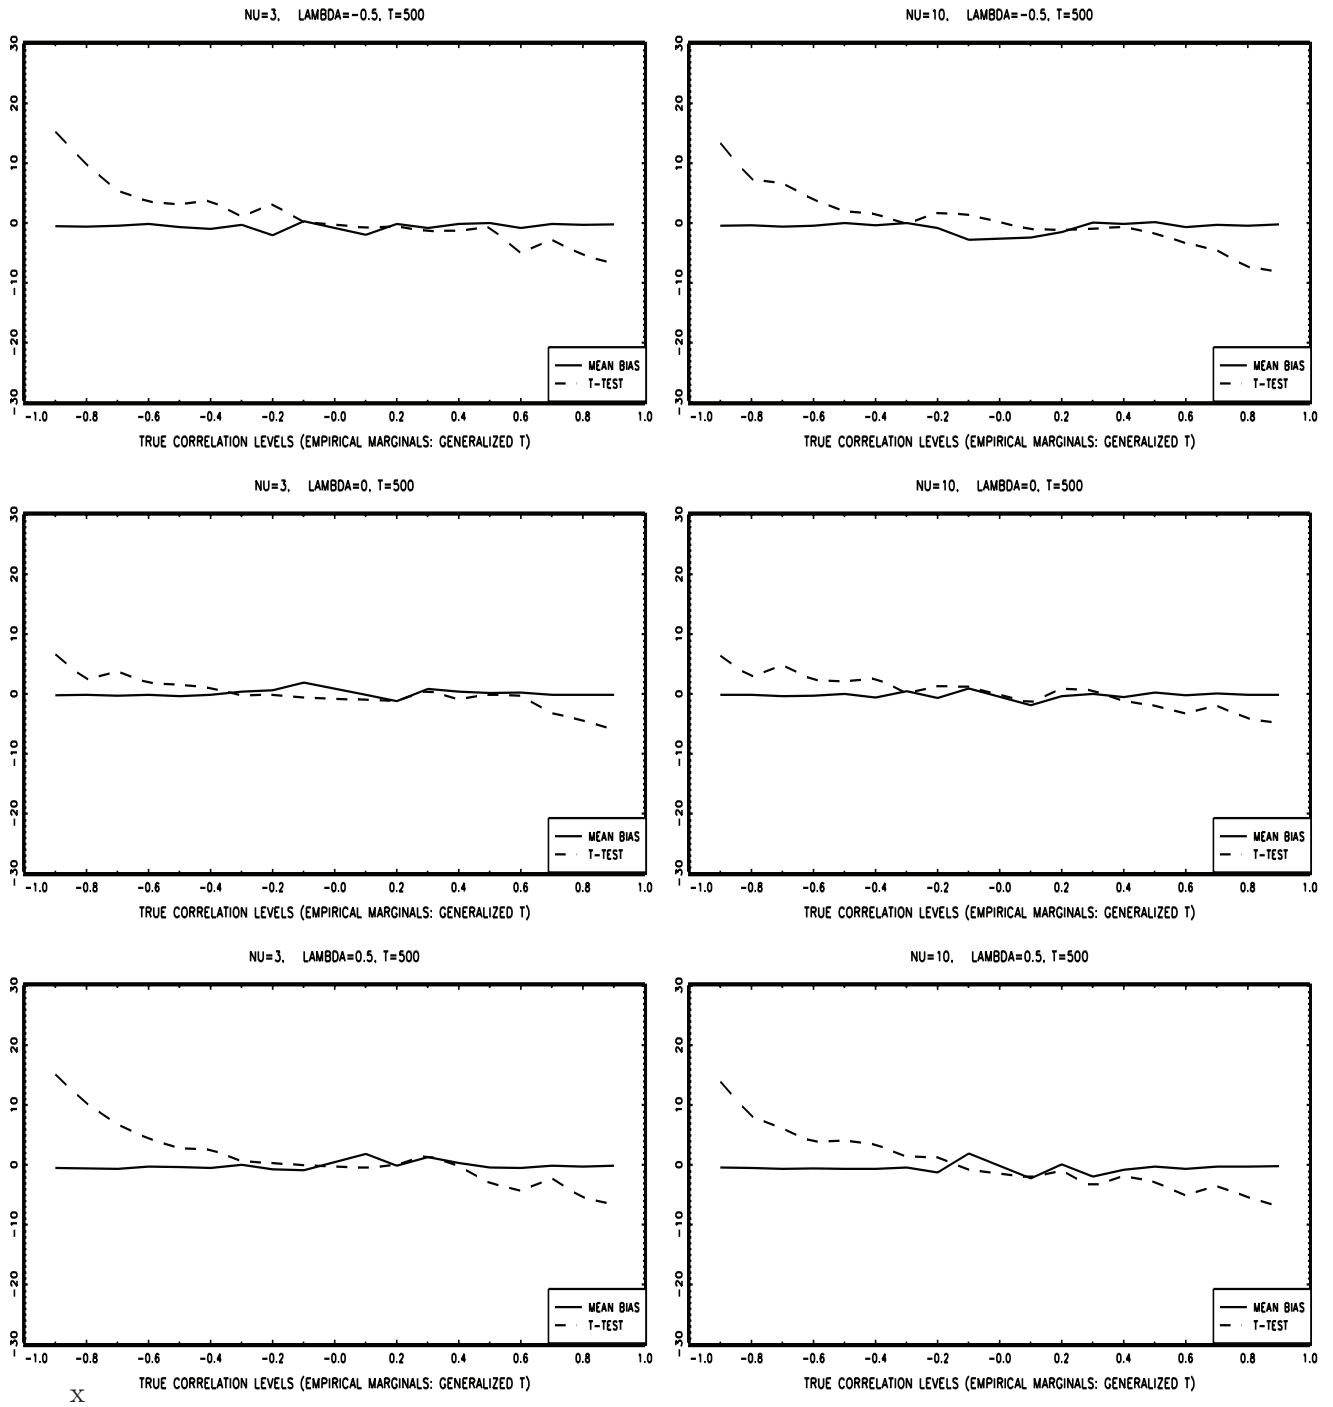 NU=3, LAMBDA=-0.5, T=500
30
20
10
0
-10
-20
-30
MEAN BIAS
T-TEST
-1.0 -0.8 -0.6 -0.4 -0.2 -0.0 0.2 0.4 0.6 0.8 1.0
TRUE CORRELATION LEVELS (EMPIRICAL MARGINALS: GENERALIZED T)
NU=10, LAMBDA=-0.5, T=500
30
20
10
0
-10
-20
-30
MEAN BIAS
T-TEST
-1.0 -0.8 -0.6 -0.4 -0.2 -0.0 0.2 0.4 0.6 0.8 1.0
TRUE CORRELATION LEVELS (EMPIRICAL MARGINALS: GENERALIZED T)
NU=3, LAMBDA=0, T=500
30
20
10
0
-10
-20
-30
MEAN BIAS
T-TEST
-1.0 -0.8 -0.6 -0.4 -0.2 -0.0 0.2 0.4 0.6 0.8 1.0
TRUE CORRELATION LEVELS (EMPIRICAL MARGINALS: GENERALIZED T)
NU=10, LAMBDA=0, T=500
30
20
10
0
-10
-20
-30
MEAN BIAS
T-TEST
-1.0 -0.8 -0.6 -0.4 -0.2 -0.0 0.2 0.4 0.6 0.8 1.0
TRUE CORRELATION LEVELS (EMPIRICAL MARGINALS: GENERALIZED T)
NU=3, LAMBDA=0.5, T=500
30
20
10
0
-10
-20
-30
MEAN BIAS
T-TEST
-1.0 -0.8 -0.6 -0.4 -0.2 -0.0 0.2 0.4 0.6 0.8 1.0
TRUE CORRELATION LEVELS (EMPIRICAL MARGINALS: GENERALIZED T)
NU=10, LAMBDA=0.5, T=500
30
20
10
0
-10
-20
-30
MEAN BIAS
T-TEST
-1.0 -0.8 -0.6 -0.4 -0.2 -0.0 0.2 0.4 0.6 0.8 1.0
TRUE CORRELATION LEVELS (EMPIRICAL MARGINALS: GENERALIZED T)
x